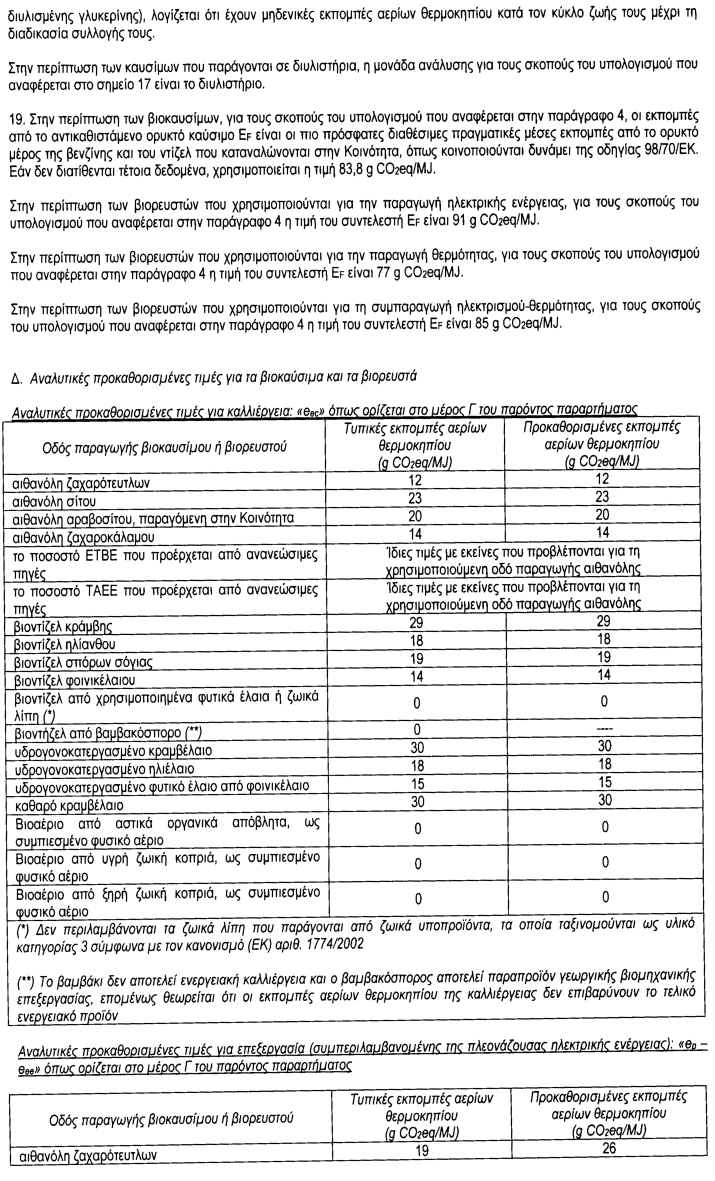 διυλισμένης γλυκερίνης), λογίζεται ότι έχουν μηδενικές εκπομπές αερίων θερμοκηπίου κατά τον κύκλο ζωής τους μέχρι τη
διαδικασία συλλογής τους.
Στην περίπτωση των καυσίμων που παράγονται σε διυλιστήρια, η μονάδα ανάλυσης για τους σκοπούς του υπολογισμού που
αναφέρεται στο σημείο 17 είναι το διυλιστήριο.
19. Στην περίπτωση των βιοκαυσίμων, για τους σκοπούς του υπολογισμού που αναφέρεται στην παράγραφο 4, οι εκπομπές
από το αντικαθιστάμενο ορυκτό καύσιμο EF είναι οι πιο πρόσφατες διαθέσιμες πραγματικές μέσες εκπομπές από το ορυκτό
μέρος της βενζίνης και του ντίζελ που καταναλώνονται στην Κοινότητα, όπως κοινοποιούνται δυνάμει της οδηγίας 98/70/ΕΚ.
Εάν δεν διατίθενται τέτοια δεδομένα, χρησιμοποιείται η τιμή 83,8 g CO2eq/MJ.
Στην περίπτωση των βιορευστών που χρησιμοποιούνται για την παραγωγή ηλεκτρικής ενέργειας, για τους σκοπούς του
υπολογισμού που αναφέρεται στην παράγραφο 4 η τιμή του συντελεστή EF είναι 91 g CO2eq/MJ.
Στην περίπτωση των βιορευστών που χρησιμοποιούνται για την παραγωγή θερμότητας, για τους σκοπούς του υπολογισμού
που αναφέρεται στην παράγραφο 4 η τιμή του συντελεστή EF είναι 77 g CO2eq/MJ.
Στην περίπτωση των βιορευστών που χρησιμοποιούνται για τη συμπαραγωγή ηλεκτρισμού-θερμότητας, για τους σκοπούς
του υπολογισμού που αναφέρεται στην παράγραφο 4 η τιμή του συντελεστή EF είναι 85 g CO2eq/MJ.
Δ. Αναλυτικές προκαθορισμένες τιμές για τα βιοκαύσιμα και τα βιορευστά
Αναλυτικές προκαθορισμένες τιμές για καλλιέργεια: «eec» όπως ορίζεται στο μέρος Γ του παρόντος παραρτήματος
Οδός παραγωγής βιοκαυσίμου ή βιορευστού Τυπικές εκπομπές αερίων θερμοκηπίου (g CO2eq/MJ) Προκαθορισμένες εκπομπές αερίων θερμοκηπίου (g CO2eq/MJ)
αιθανόλη ζαχαρότευτλων 12 12
αιθανόλη σίτου 23 23
αιθανόλη αραβοσίτου, παραγόμενη στην Κοινότητα 20 20
αιθανόλη ζαχαροκάλαμου 14 14
το ποσοστό ΕΤΒΕ που προέρχεται από ανανεώσιμες Ίδιες τιμές με εκείνες που προβλέπονται για τη
πηγές χρησιμοποιούμενη οδό παραγωγής αιθανόλης
το ποσοστό ΤΑΕΕ που προέρχεται από ανανεώσιμες Ίδιες τιμές με εκείνες που προβλέπονται για τη
πηγές χρησιμοποιούμενη οδό παραγωγής αιθανόλης
βιοντίζελ κράμβης 29 29
βιοντίζελ ηλίανθου 18 18
βιοντίζελ σπόρων σόγιας 19 19
βιοντίζελ φοινικέλαιου 14 14
βιοντίζελ από χρησιμοποιημένα φυτικά έλαια ή ζωικά 0 0
λίπη (*)
βιοντήζελ από βαμβακόσπορο (**) 0 ----
υδρογονοκατεργασμένο κραμβέλαιο 30 30
υδρογονοκατεργασμένο ηλιέλαιο 18 18
υδρογονοκατεργασμένο φυτικό έλαιο από φοινικέλαιο 15 15
καθαρό κραμβέλαιο 30 30
Βιοαέριο από αστικά οργανικά απόβλητα, ως 0 0
συμπιεσμένο φυσικό αέριο
Βιοαέριο από υγρή ζωική κοπριά, ως συμπιεσμένο 0 0
φυσικό αέριο
Βιοαέριο από ξηρή ζωική κοπριά, ως συμπιεσμένο 0 0
φυσικό αέριο
(*) Δεν περιλαμβάνονται τα ζωικά λίπη που παράγονται από ζωικά υποπροϊόντα, τα οποία ταξινομούνται ως υλικό
κατηγορίας 3 σύμφωνα με τον κανονισμό (ΕΚ) αριθ. 1774/2002
(**) Το βαμβάκι δεν αποτελεί ενεργειακή καλλιέργεια και ο βαμβακόσπορος αποτελεί παραπροϊόν γεωργικής βιομηχανικής
επεξεργασίας, επομένως θεωρείται ότι οι εκπομπές αερίων θερμοκηπίου της καλλιέργειας δεν επιβαρύνουν το τελικό
ενεργειακό προϊόν
Αναλυτικές προκαθορισμένες τιμές για επεξεργασία (συμπεριλαμβανομένης της πλεονάζουσας ηλεκτρικής ενέργειας): «ep –
eee» όπως ορίζεται στο μέρος Γ του παρόντος παραρτήματος
Οδός παραγωγής βιοκαυσίμου ή βιορευστού Τυπικές εκπομπές αερίων θερμοκηπίου (g CO2eq/MJ) Προκαθορισμένες εκπομπές αερίων θερμοκηπίου (g CO2eq/MJ)
αιθανόλη ζαχαρότευτλων 19 26